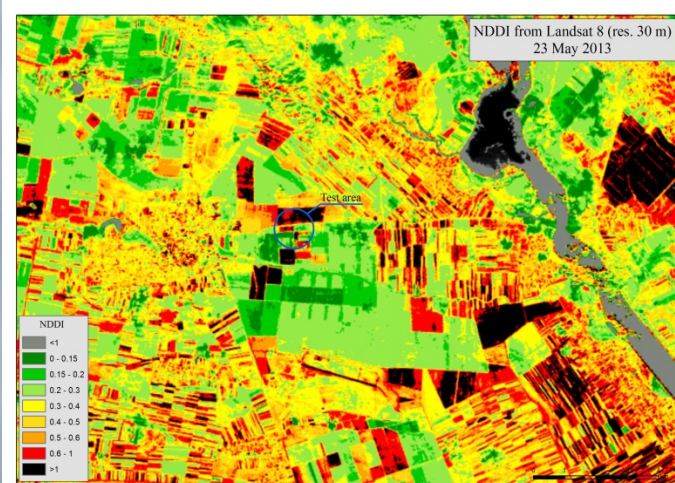 NDDI from Landsat 8 (res. 30 m)
23 May 2013
Test area
NDDI
<1
0 - 0.15
0.15 - 0.2
0.2 - 0.3
0.3 - 0.4
0.4 - 0.5
0.5 - 0.6
0.6 - 1
>1